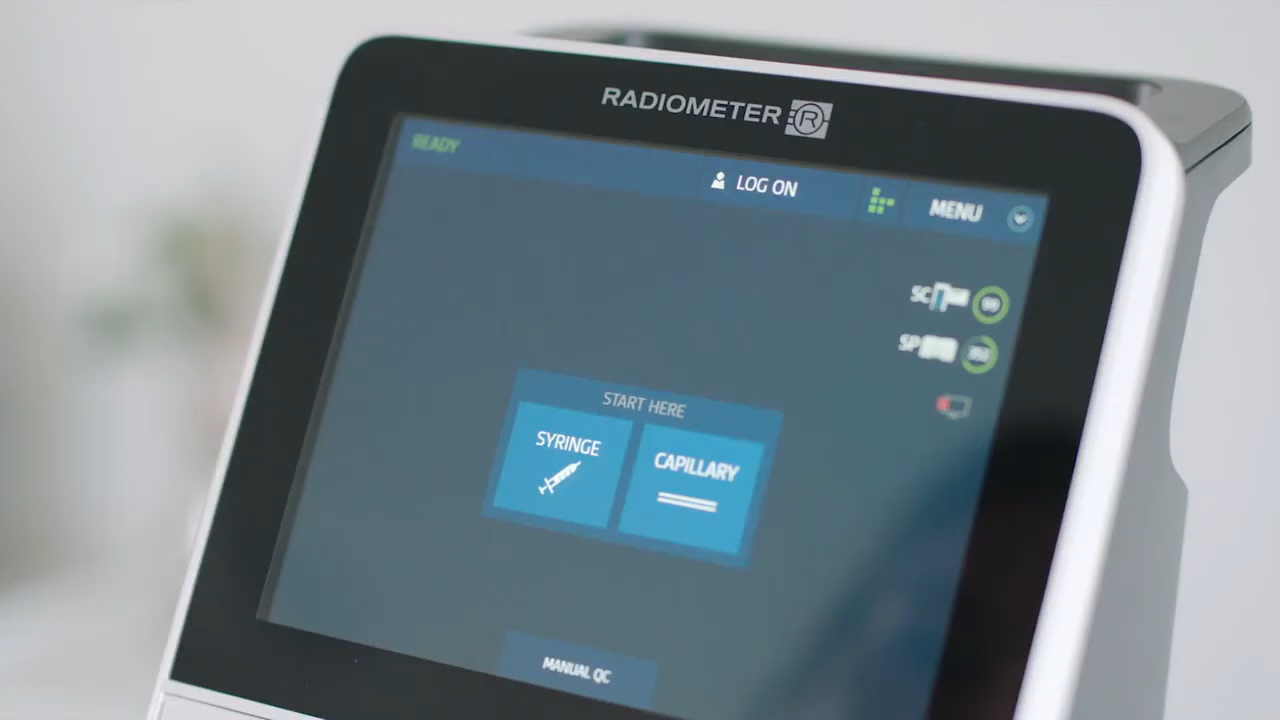 RADIOMETER R
READY
LOG ON
MENU
SC
SP
START HERE
SYRINGE
CAPILLARY
MANUAL QC